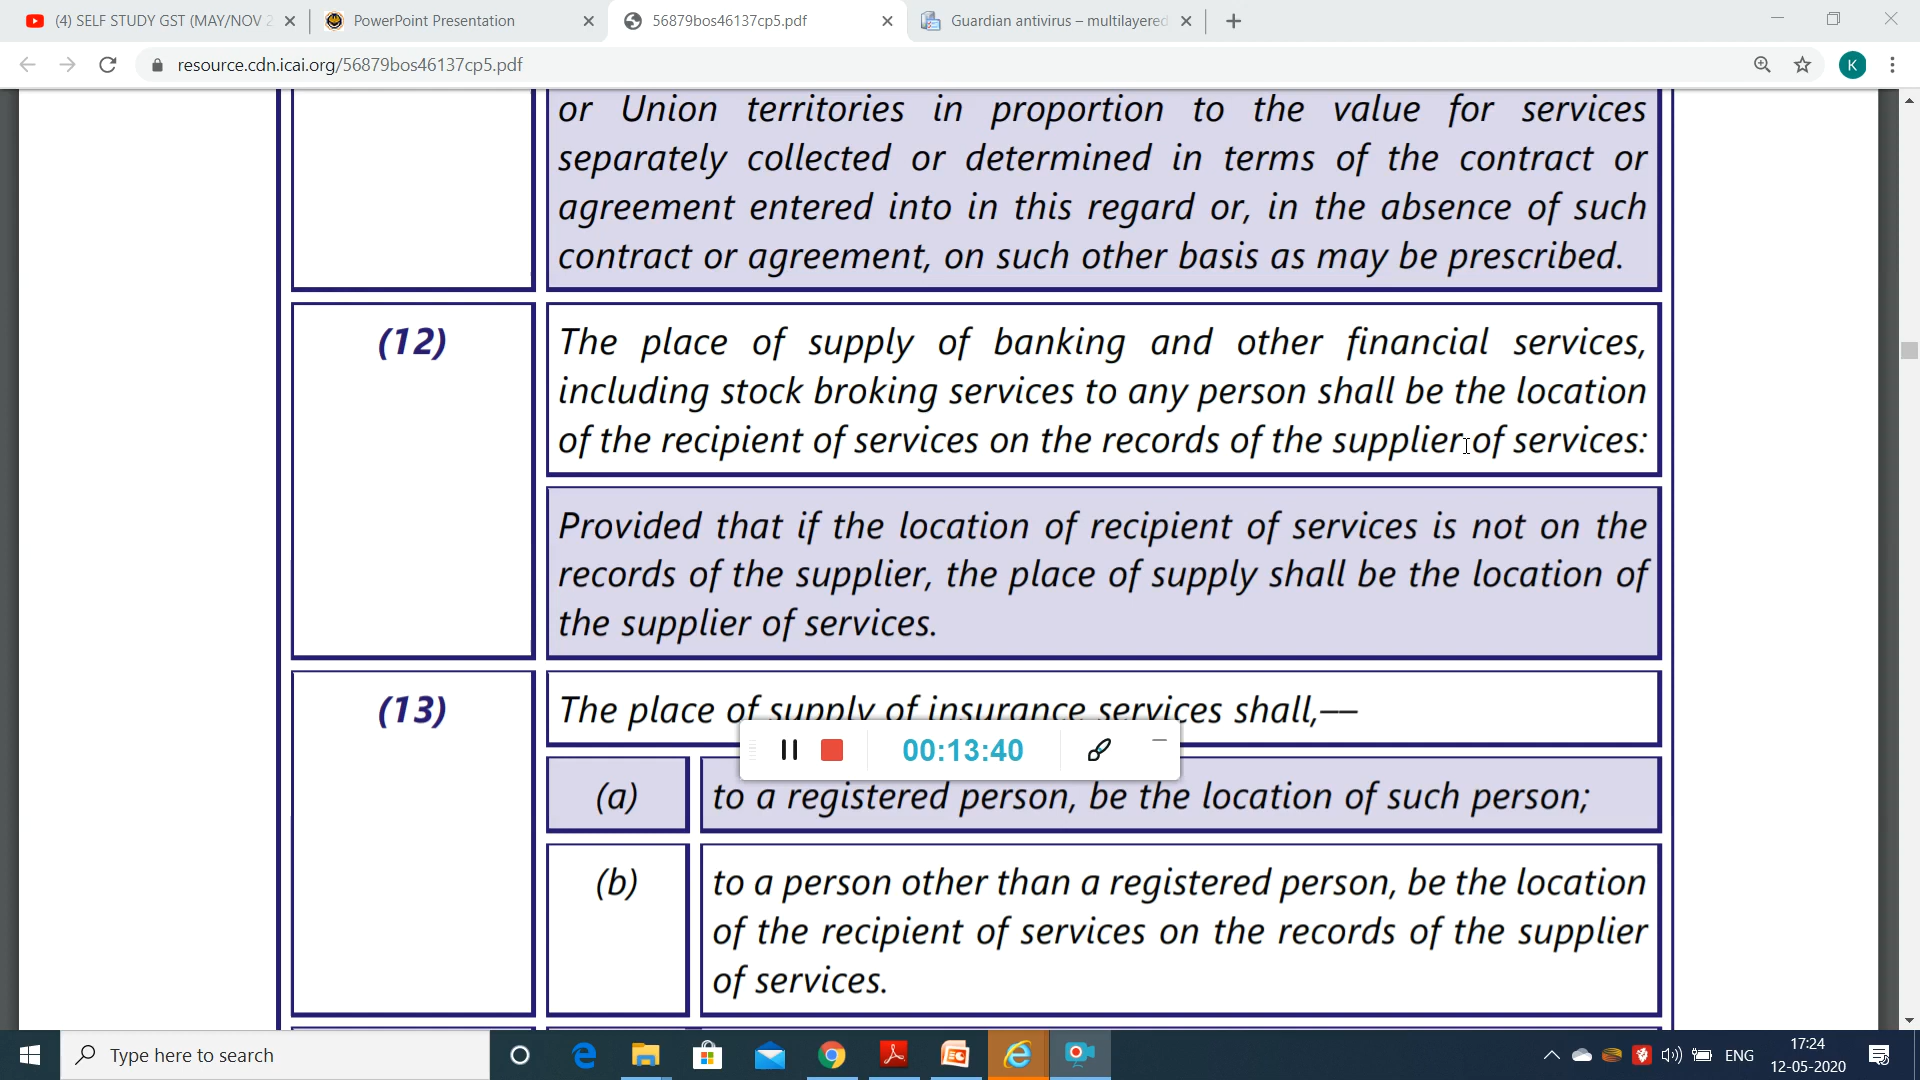 (4) SELF STUDY GST (MAY/NOV 2
PowerPoint Presentation
56879bos46137cp5.pdf
Guardian antivirus – multilayered
resource.cdn.icai.org/56879bos46137cp5.pdf
K
or Union territories in proportion to the value for services
separately collected or determined in terms of the contract or
agreement entered into in this regard or, in the absence of such
contract or agreement, on such other basis as may be prescribed.
(12)
The place of supply of banking and other financial services,
including stock broking services to any person shall be the location
of the recipient of services on the records of the supplier of services:
Provided that if the location of recipient of services is not on the
records of the supplier, the place of supply shall be the location of
the supplier of services.
(13)
The place of supply of insurance services shall,––
00:13:40
(a)
to a registered person, be the location of such person;
(b)
to a person other than a registered person, be the location
of the recipient of services on the records of the supplier
of services.
Type here to search
ENG
17:24
12-05-2020